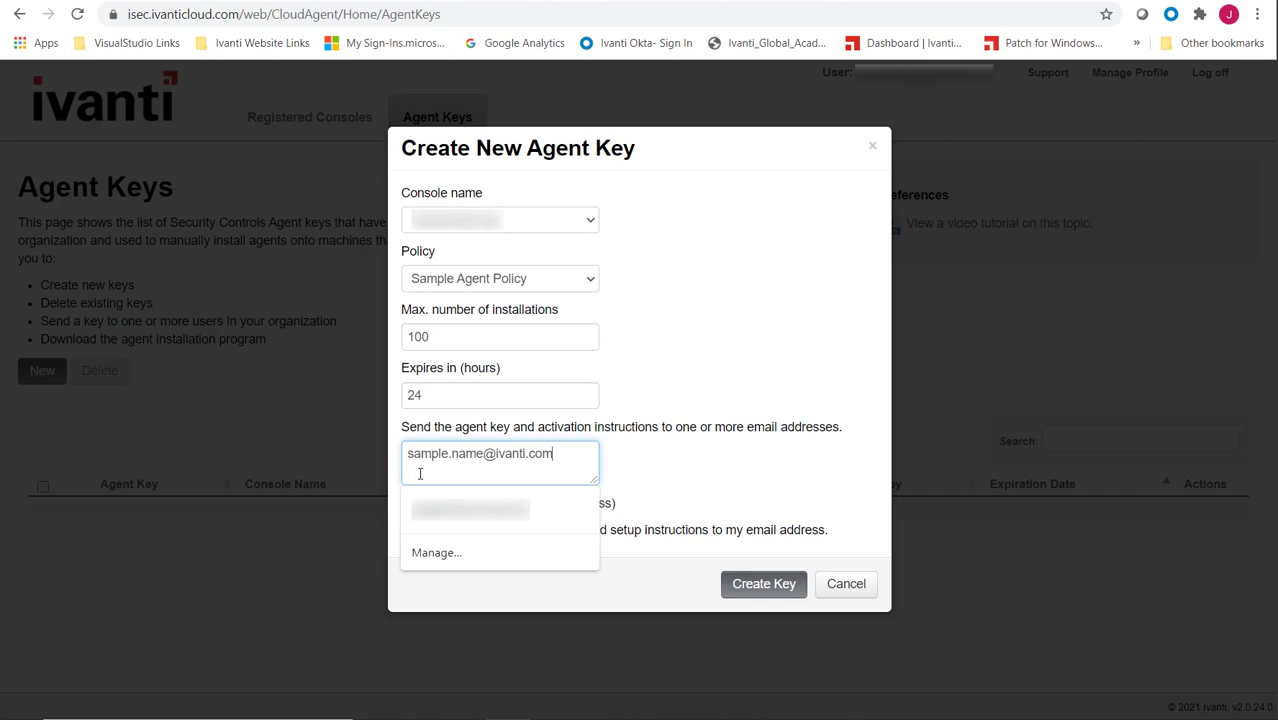 isec.ivanticloud.com/web/CloudAgent/Home/AgentKeys
J
Apps
VisualStudio Links
Ivanti Website Links
My Sign-Ins.micros...
Google Analytics
Ivanti Okta- Sign In
Ivanti_Global_Acad...
Dashboard | Ivanti...
Patch for Windows...
»
Other bookmarks
ivanti
User:
Support
Manage Profile
Log off
Registered Consoles
Agent Keys
Agent Keys
This page shows the list of Security Controls Agent keys that have
organization and used to manually install agents onto machines th
you to:
• Create new keys
• Delete existing keys
• Send a key to one or more users in your organization
• Download the agent installation program
New
Delete
eferences
View a video tutorial on this topic.
Search:
Agent Key
Console Name
cy
Expiration Date
Actions
Create New Agent Key
×
Console name
Policy
Sample Agent Policy
Max. number of installations
100
Expires in (hours)
24
Send the agent key and activation instructions to one or more email addresses.
sample.name@ivanti.com
ss)
d setup instructions to my email address.
Manage...
Create Key
Cancel
© 2021 Ivanti, v2.0.24.0